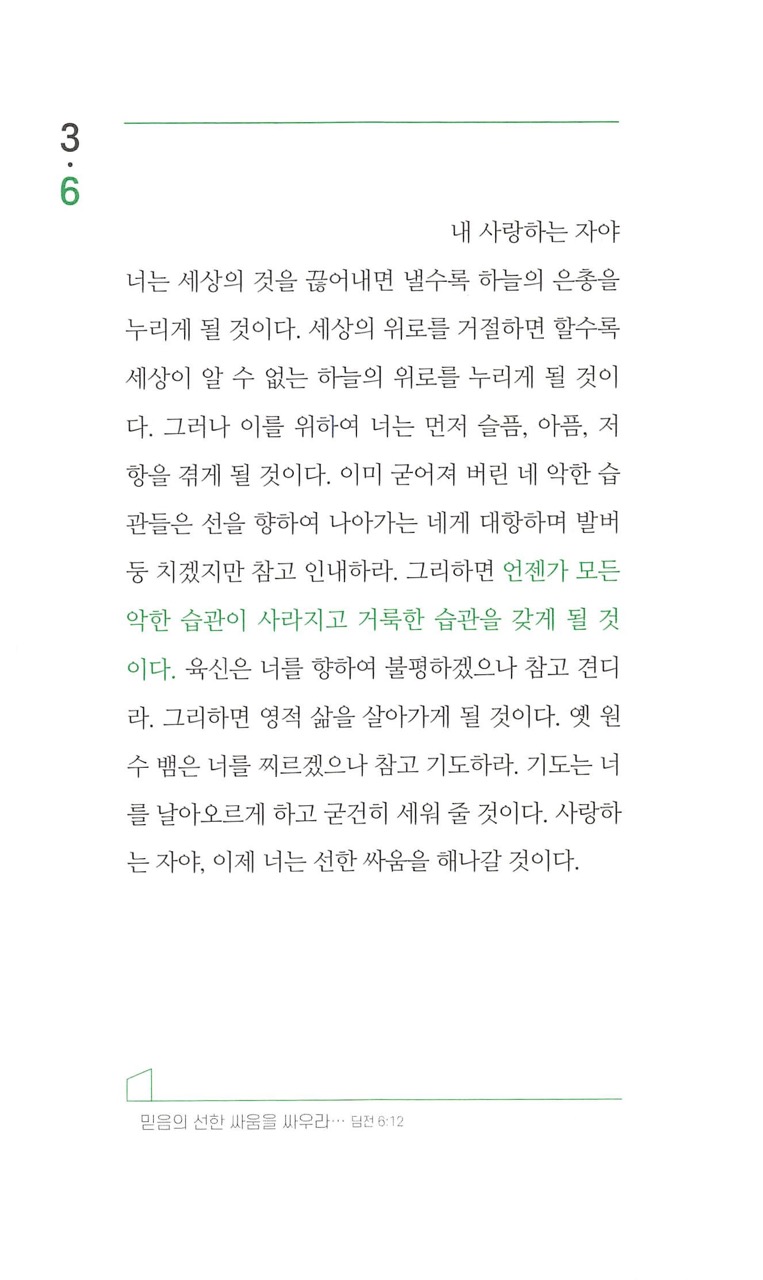 3
·
6
내 사랑하는 자야
너는 세상의 것을 끊어내면 낼수록 하늘의 은총을
누리게 될 것이다. 세상의 위로를 거절하면 할수록
세상이 알 수 없는 하늘의 위로를 누리게 될 것이
다. 그러나 이를 위하여 너는 먼저 슬픔, 아픔, 저
항을 겪게 될 것이다. 이미 굳어져 버린 네 악한 습
관들은 선을 향하여 나아가는 네게 대항하며 발버
둥 치겠지만 참고 인내하라. 그리하면 언젠가 모든
악한 습관이 사라지고 거룩한 습관을 갖게 될 것
이다. 육신은 너를 향하여 불평하겠으나 참고 견디
라. 그리하면 영적 삶을 살아가게 될 것이다. 옛 원
수 뱀은 너를 찌르겠으나 참고 기도하라. 기도는 너
를 날아오르게 하고 굳건히 세워 줄 것이다. 사랑하
는 자야, 이제 너는 선한 싸움을 해나갈 것이다.
믿음의 선한 싸움을 싸우라… 딤전 6:12